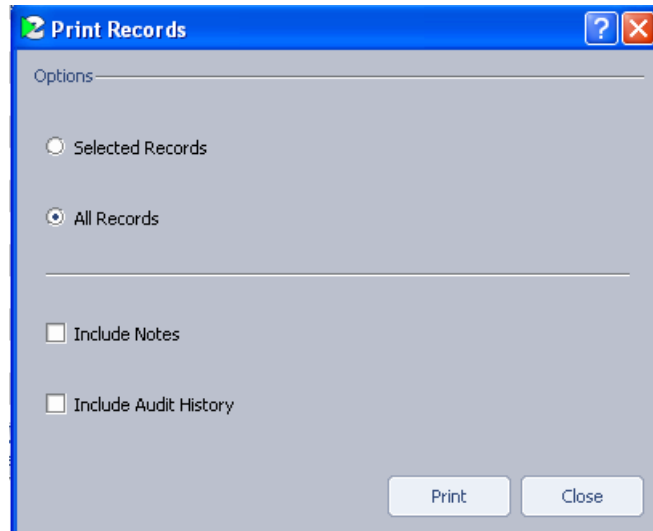 Print Records
Options
Selected Records
All Records
Include Notes
Include Audit History
Print Close